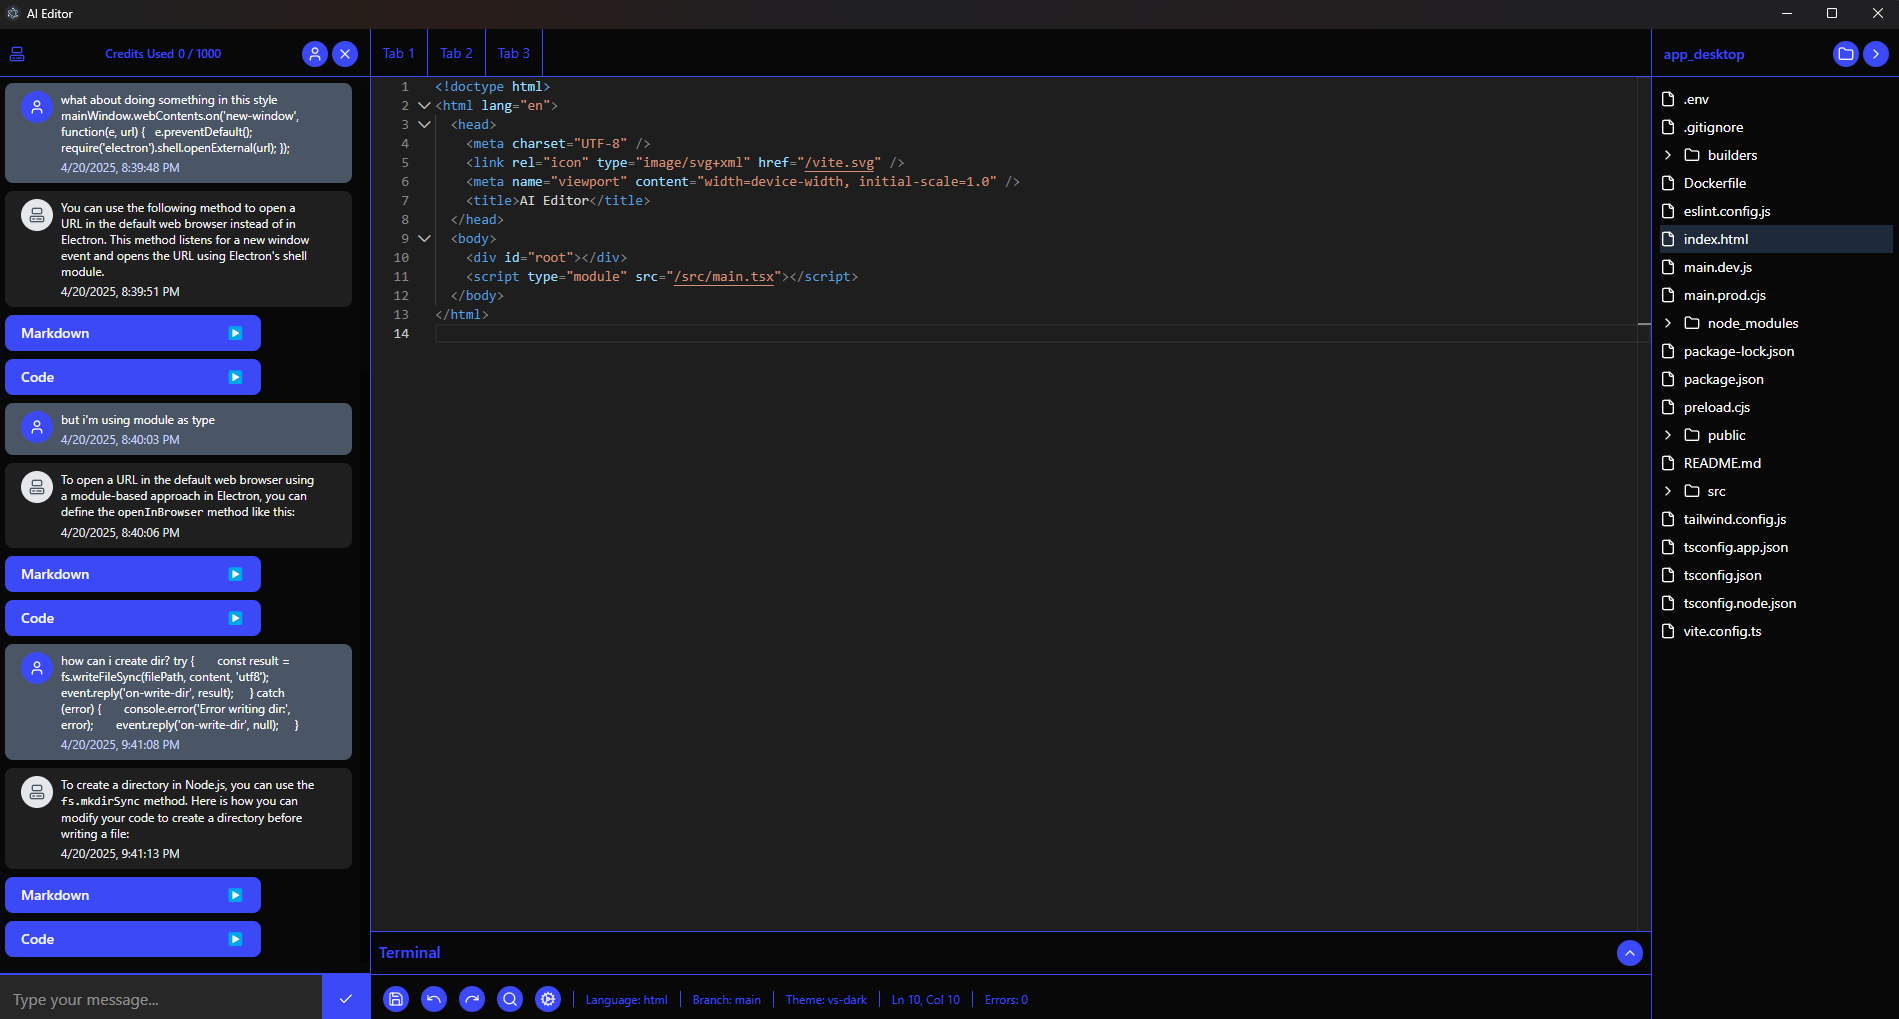 AI Editor
Credits Used 0 / 1000
what about doing something in this style
mainWindow.webContents.on('new-window',
function(e, url) {   e.preventDefault();
require('electron').shell.openExternal(url); });
4/20/2025, 8:39:48 PM
You can use the following method to open a
URL in the default web browser instead of in
Electron. This method listens for a new window
event and opens the URL using Electron's shell
module.
4/20/2025, 8:39:51 PM
Markdown
Code
but i'm using module as type
4/20/2025, 8:40:03 PM
To open a URL in the default web browser using
a module-based approach in Electron, you can
define the openInBrowser method like this:
4/20/2025, 8:40:06 PM
Markdown
Code
how can i create dir? try {       const result =
fs.writeFileSync(filePath, content, 'utf8');
event.reply('on-write-dir', result);     } catch
(error) {       console.error('Error writing dir:',
error);       event.reply('on-write-dir', null);     }
4/20/2025, 9:41:08 PM
To create a directory in Node.js, you can use the
fs.mkdirSync method. Here is how you can
modify your code to create a directory before
writing a file:
4/20/2025, 9:41:13 PM
Markdown
Code
Type your message...
Tab 1
Tab 2
Tab 3
1 <!doctype html>
2 <html lang="en">
3   <head>
4     <meta charset="UTF-8" />
5     <link rel="icon" type="image/svg+xml" href="/vite.svg" />
6     <meta name="viewport" content="width=device-width, initial-scale=1.0" />
7     <title>AI Editor</title>
8   </head>
9   <body>
10     <div id="root"></div>
11     <script type="module" src="/src/main.tsx"></script>
12   </body>
13 </html>
14
Terminal
Language: html
Branch: main
Theme: vs-dark
Ln 10, Col 10
Errors: 0
app_desktop
.env
.gitignore
builders
Dockerfile
eslint.config.js
index.html
main.dev.js
main.prod.cjs
node_modules
package-lock.json
package.json
preload.cjs
public
README.md
src
tailwind.config.js
tsconfig.app.json
tsconfig.json
tsconfig.node.json
vite.config.ts